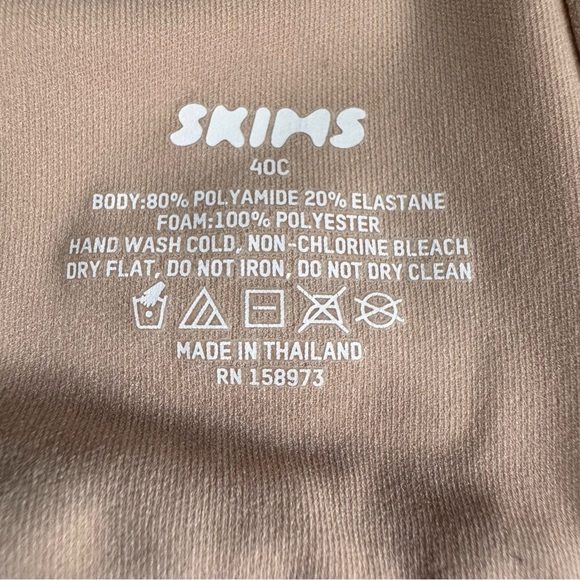 SKIMS
40C
BODY:80% POLYAMIDE 20% ELASTANE
FOAM:100% POLYESTER
HAND WASH COLD, NON-CHLORINE BLEACH
DRY FLAT, DO NOT IRON, DO NOT DRY CLEAN
MADE IN THAILAND
RN 158973